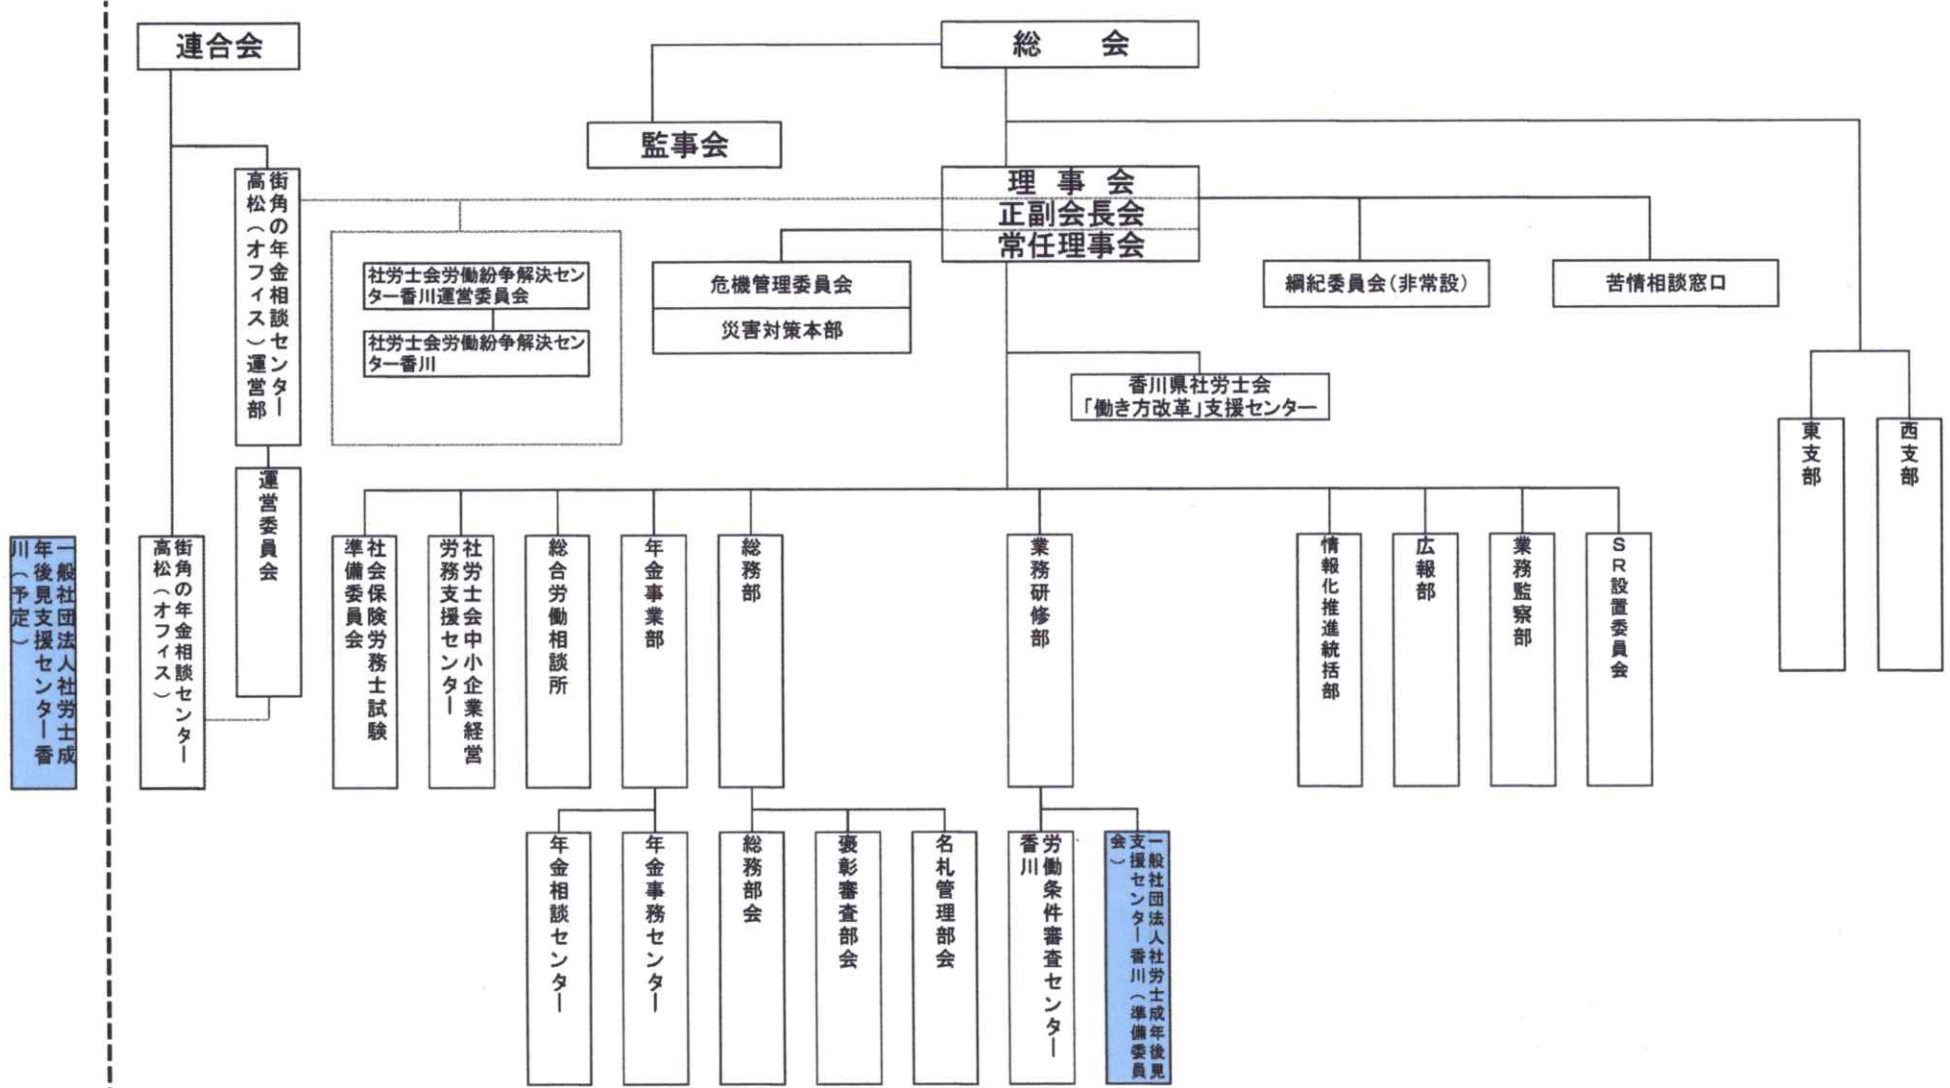 連合会
総　　会
監事会
理　事　会
正副会長会
常任理事会
街角の年金相談センター
高松（オフィス）運営部
社労士会労働紛争解決セン
ター香川運営委員会
社労士会労働紛争解決セン
ター香川
危機管理委員会
災害対策本部
綱紀委員会(非常設)
苦情相談窓口
香川県社労士会
「働き方改革」支援センター
東支部
西支部
運営委員会
一般社団法人社労士成
年後見支援センター香
川（予定）
街角の年金相談センター
高松（オフィス）
社会保険労務士試験
準備委員会
社労士会中小企業経営
労務支援センター
総合労働相談所
年金事業部
総務部
業務研修部
情報化推進統括部
広報部
業務監察部
ＳＲ設置委員会
年金相談センター
年金事務センター
総務部会
褒彰審査部会
名札管理部会
労働条件審査センター
香川
一般社団法人社労士成年後見
支援センター香川（準備委員
会）